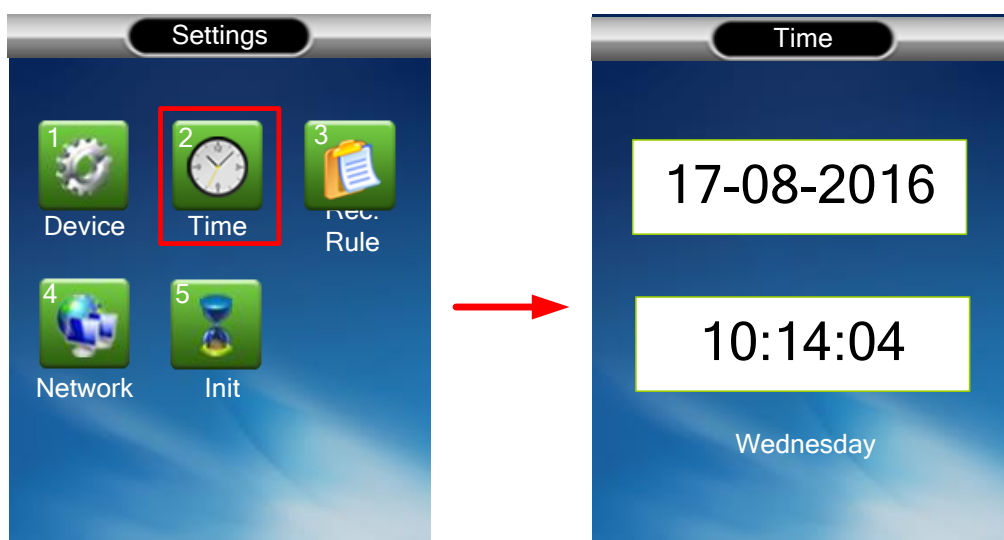 Settings
1
2
3
Device
Time
Rec.
Rule
4
5
Network
Init
Time
17-08-2016
10:14:04
Wednesday